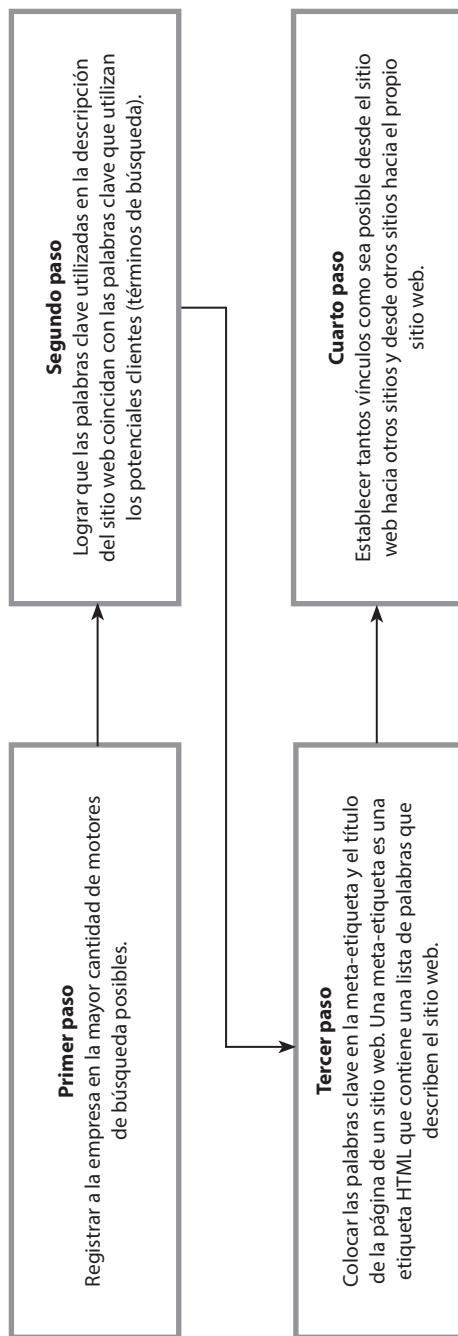 Primer paso
Registrar a la empresa en la mayor cantidad de motores
de búsqueda posibles.
Segundo paso
Lograr que las palabras clave utilizadas en la descripción
del sitio web coincidan con las palabras clave que utilizan
los potenciales clientes (términos de búsqueda).
Tercer paso
Colocar las palabras clave en la meta-etiqueta y el título
de la página de un sitio web. Una meta-etiqueta es una
etiqueta HTML que contiene una lista de palabras que
describen el sitio web.
Cuarto paso
Establecer tantos vínculos como sea posible desde el sitio
web hacia otros sitios y desde otros sitios hacia el propio
sitio web.